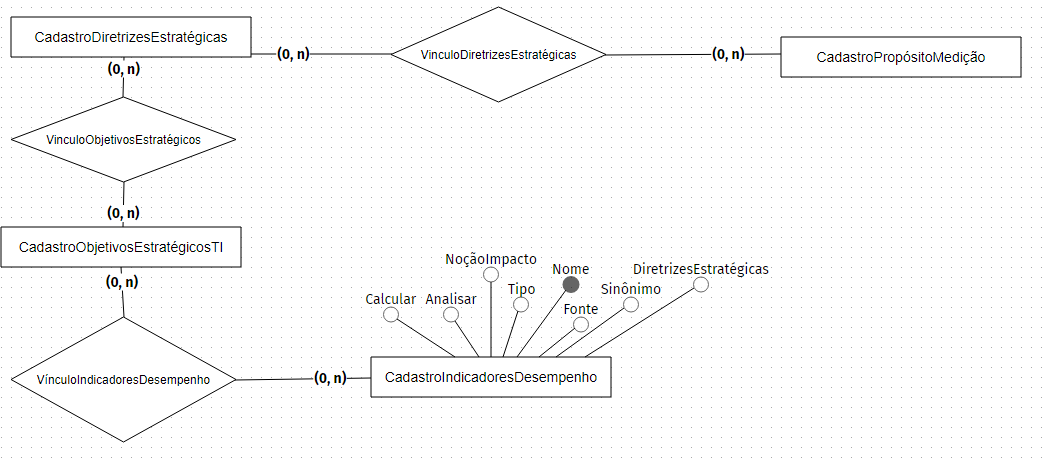 CadastroDiretrizesEstratégicas
(0, n)
VinculoDiretrizesEstratégicas
(0, n)
CadastroPropósitoMedição
(0, n)
VinculoObjetivosEstratégicos
(0, n)
CadastroObjetivosEstratégicosTI
(0, n)
NoçãoImpacto
Nome
DiretrizesEstratégicas
Calcular
Analisar
Tipo
Sinônimo
Fonte
VínculoIndicadoresDesempenho
(0, n)
CadastroIndicadoresDesempenho